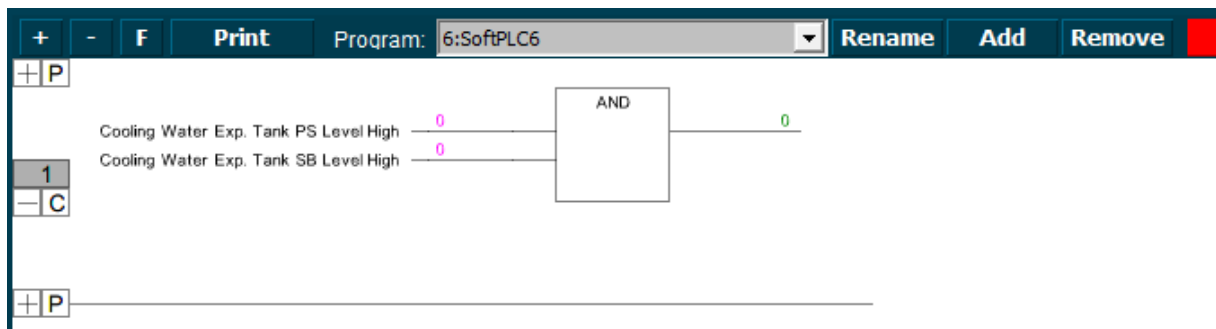 + - F Print Program: 6:SoftPLC6 Rename Add Remove
+ P
AND
Cooling Water Exp. Tank PS Level High 0 0
Cooling Water Exp. Tank SB Level High 0
1
- C
+ P